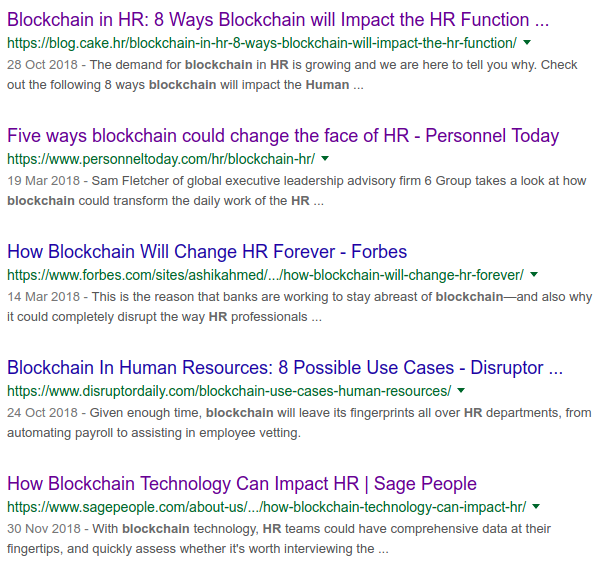 Blockchain in HR: 8 Ways Blockchain will Impact the HR Function ...
https://blog.cake.hr/blockchain-in-hr-8-ways-blockchain-will-impact-the-hr-function/
28 Oct 2018 - The demand for blockchain in HR is growing and we are here to tell you why. Check
out the following 8 ways blockchain will impact the Human ...
Five ways blockchain could change the face of HR - Personnel Today
https://www.personneltoday.com/hr/blockchain-hr/
19 Mar 2018 - Sam Fletcher of global executive leadership advisory firm 6 Group takes a look at how
blockchain could transform the daily work of the HR ...
How Blockchain Will Change HR Forever - Forbes
https://www.forbes.com/sites/ashikahmed/.../how-blockchain-will-change-hr-forever/
14 Mar 2018 - This is the reason that banks are working to stay abreast of blockchain—and also why
it could completely disrupt the way HR professionals ...
Blockchain In Human Resources: 8 Possible Use Cases - Disruptor ...
https://www.disruptordaily.com/blockchain-use-cases-human-resources/
24 Oct 2018 - Given enough time, blockchain will leave its fingerprints all over HR departments, from
automating payroll to assisting in employee vetting.
How Blockchain Technology Can Impact HR | Sage People
https://www.sagepeople.com/about-us/.../how-blockchain-technology-can-impact-hr/
30 Nov 2018 - With blockchain technology, HR teams could have comprehensive data at their
fingertips, and quickly assess whether it's worth interviewing the ...